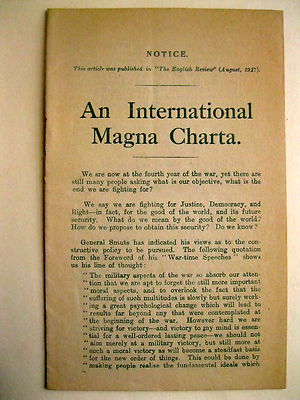 NOTICE.
This article was published in "The English Review" (August, 1917).
An International
Magna Charta.
We are now at the fourth year of the war, yet there are
still many people asking what is our objective, what is the
end we are fighting for?
We say we are fighting for Justice, Democracy, and
Right—in fact, for the good of the world, and its future
security. What do we mean by the good of the world?
How do we propose to obtain this security? Do we know?
General Smuts has indicated his views as to the con-
structive policy to be pursued. The following quotation
from the Foreword of his "War-time Speeches" shows
us his line of thought:
"The military aspects of the war so absorb our atten-
"tion that we are apt to forget the still more important
"moral aspects, and to overlook the fact that the
"suffering of such multitudes is slowly but surely work-
"ing a great psychological change which will lead to
"results far beyond any that were contemplated at
"the beginning of the war. However hard we are
"striving for victory—and victory to my mind is essen-
"tial for a well-ordered lasting peace—we should not
"aim merely at a military victory, but still more at
"such a moral victory as will become a steadfast basis
"for the new order of things. This could be done by
"making people realise the fundamental ideals which